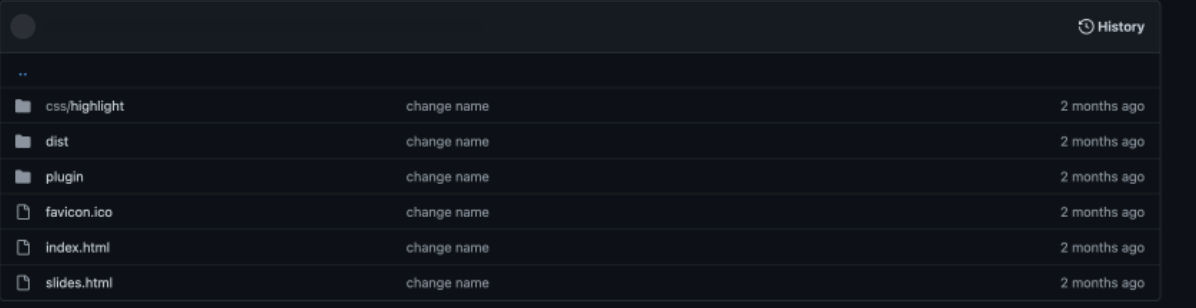 History
..
css/highlight change name 2 months ago
dist change name 2 months ago
plugin change name 2 months ago
favicon.ico change name 2 months ago
index.html change name 2 months ago
slides.html change name 2 months ago